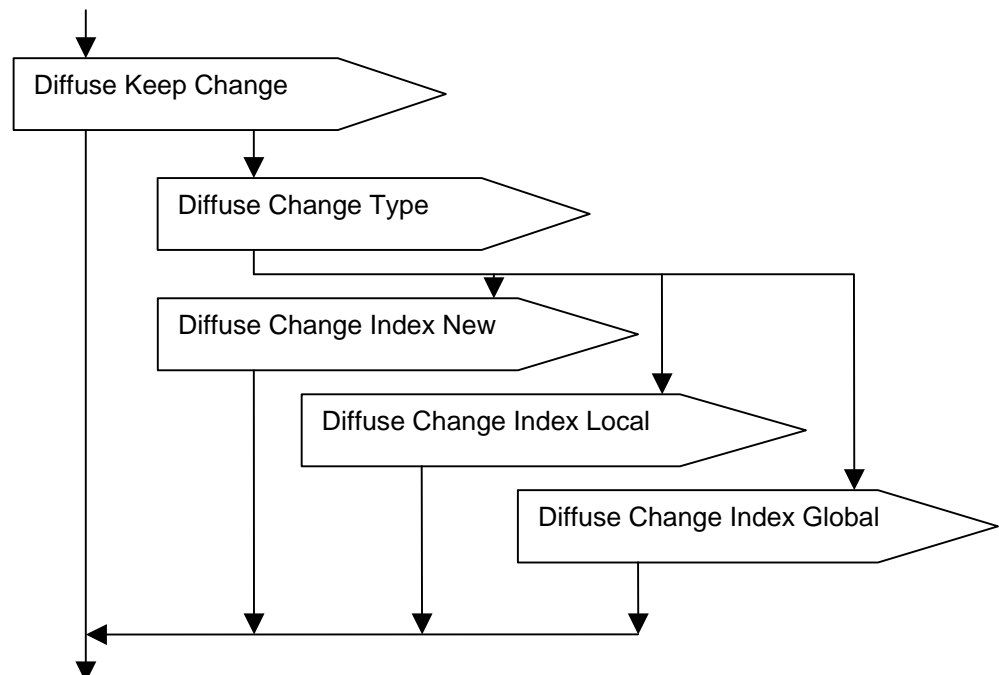 Diffuse Keep Change
Diffuse Change Type
Diffuse Change Index New
Diffuse Change Index Local
Diffuse Change Index Global